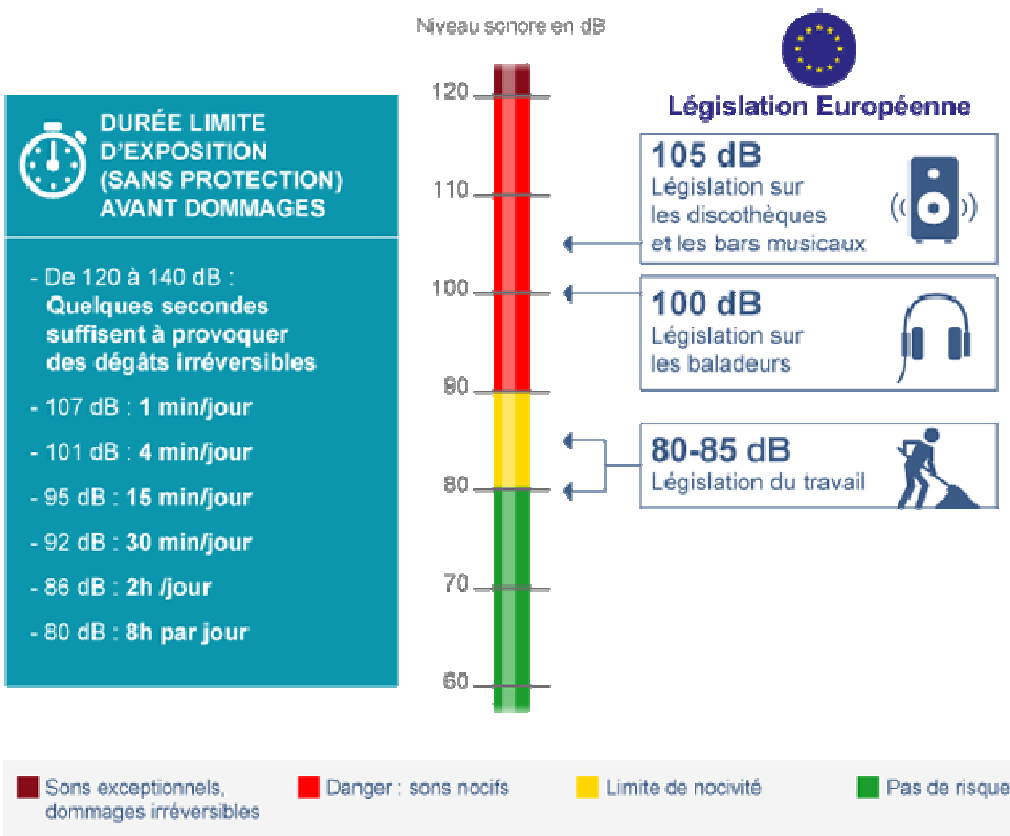 Niveau sonore en dB
DURÉE LIMITE
D'EXPOSITION
(SANS PROTECTION)
AVANT DOMMAGES
- De 120 à 140 dB :
Quelques secondes
suffisent à provoquer
des dégâts irréversibles
- 107 dB : 1 min/jour
- 101 dB : 4 min/jour
- 95 dB : 15 min/jour
- 92 dB : 30 min/jour
- 86 dB : 2h /jour
- 80 dB : 8h par jour
120
110
100
90
80
70
60
Législation Européenne
105 dB
Législation sur
les discothèques
et les bars musicaux
100 dB
Législation sur
les baladeurs
80-85 dB
Législation du travail
Sons exceptionnels,
dommages irréversibles
Danger : sons nocifs
Limite de nocivité
Pas de risque